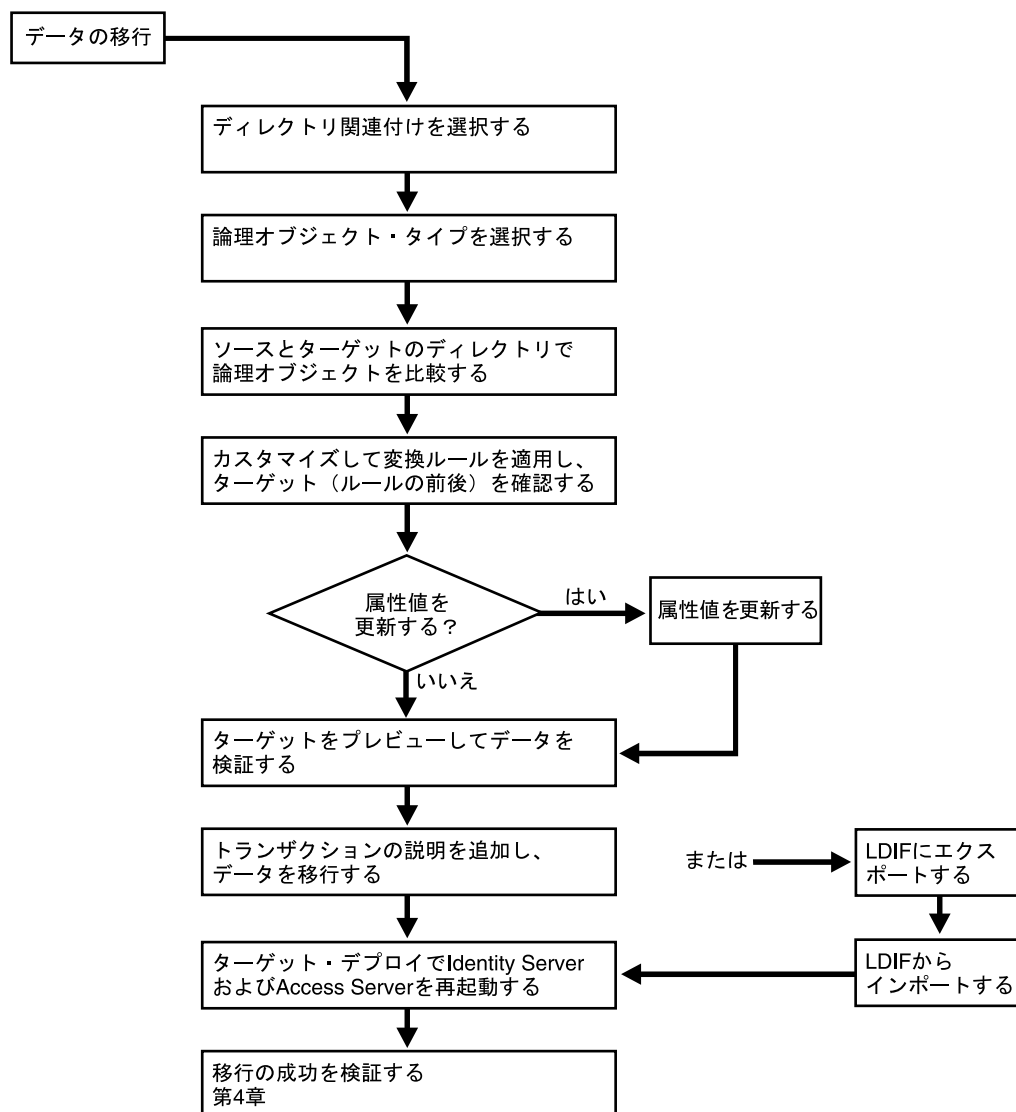 データの移行
ディレクトリ関連付けを選択する
論理オブジェクト・タイプを選択する
ソースとターゲットのディレクトリで
論理オブジェクトを比較する
カスタマイズして変換ルールを適用し、
ターゲット（ルールの前後）を確認する
属性値を
更新する？
はい
属性値を更新する
いいえ
ターゲットをプレビューしてデータを
検証する
トランザクションの説明を追加し、
データを移行する
または
LDIFにエクス
ポートする
ターゲット・デプロイでIdentity Server
およびAccess Serverを再起動する
LDIFから
インポートする
移行の成功を検証する
第4章